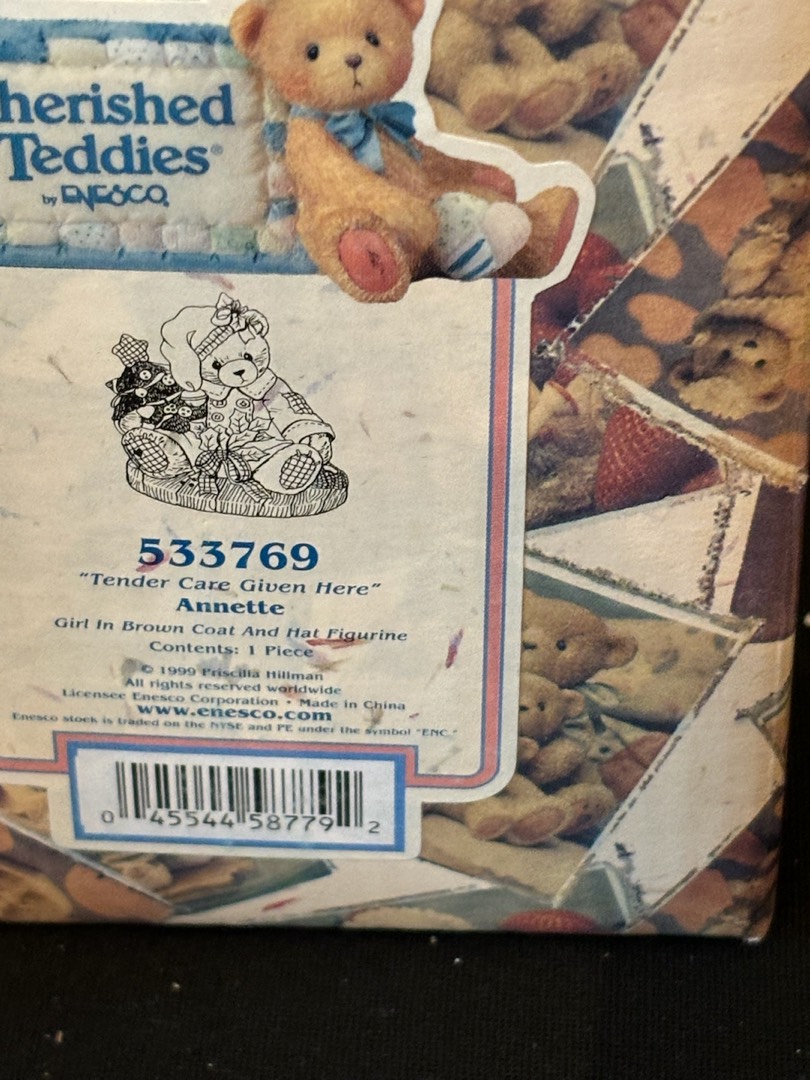 herished
Teddies®
by ENESCO.
533769
"Tender Care Given Here"
Annette
Girl In Brown Coat And Hat Figurine
Contents: 1 Piece
© 1999 Priscilla Hillman
All rights reserved worldwide
Licensee Enesco Corporation • Made in China
www.enesco.com
Enesco stock is traded on the NYSE and PE under the symbol "ENC."
0 45544 58779 2